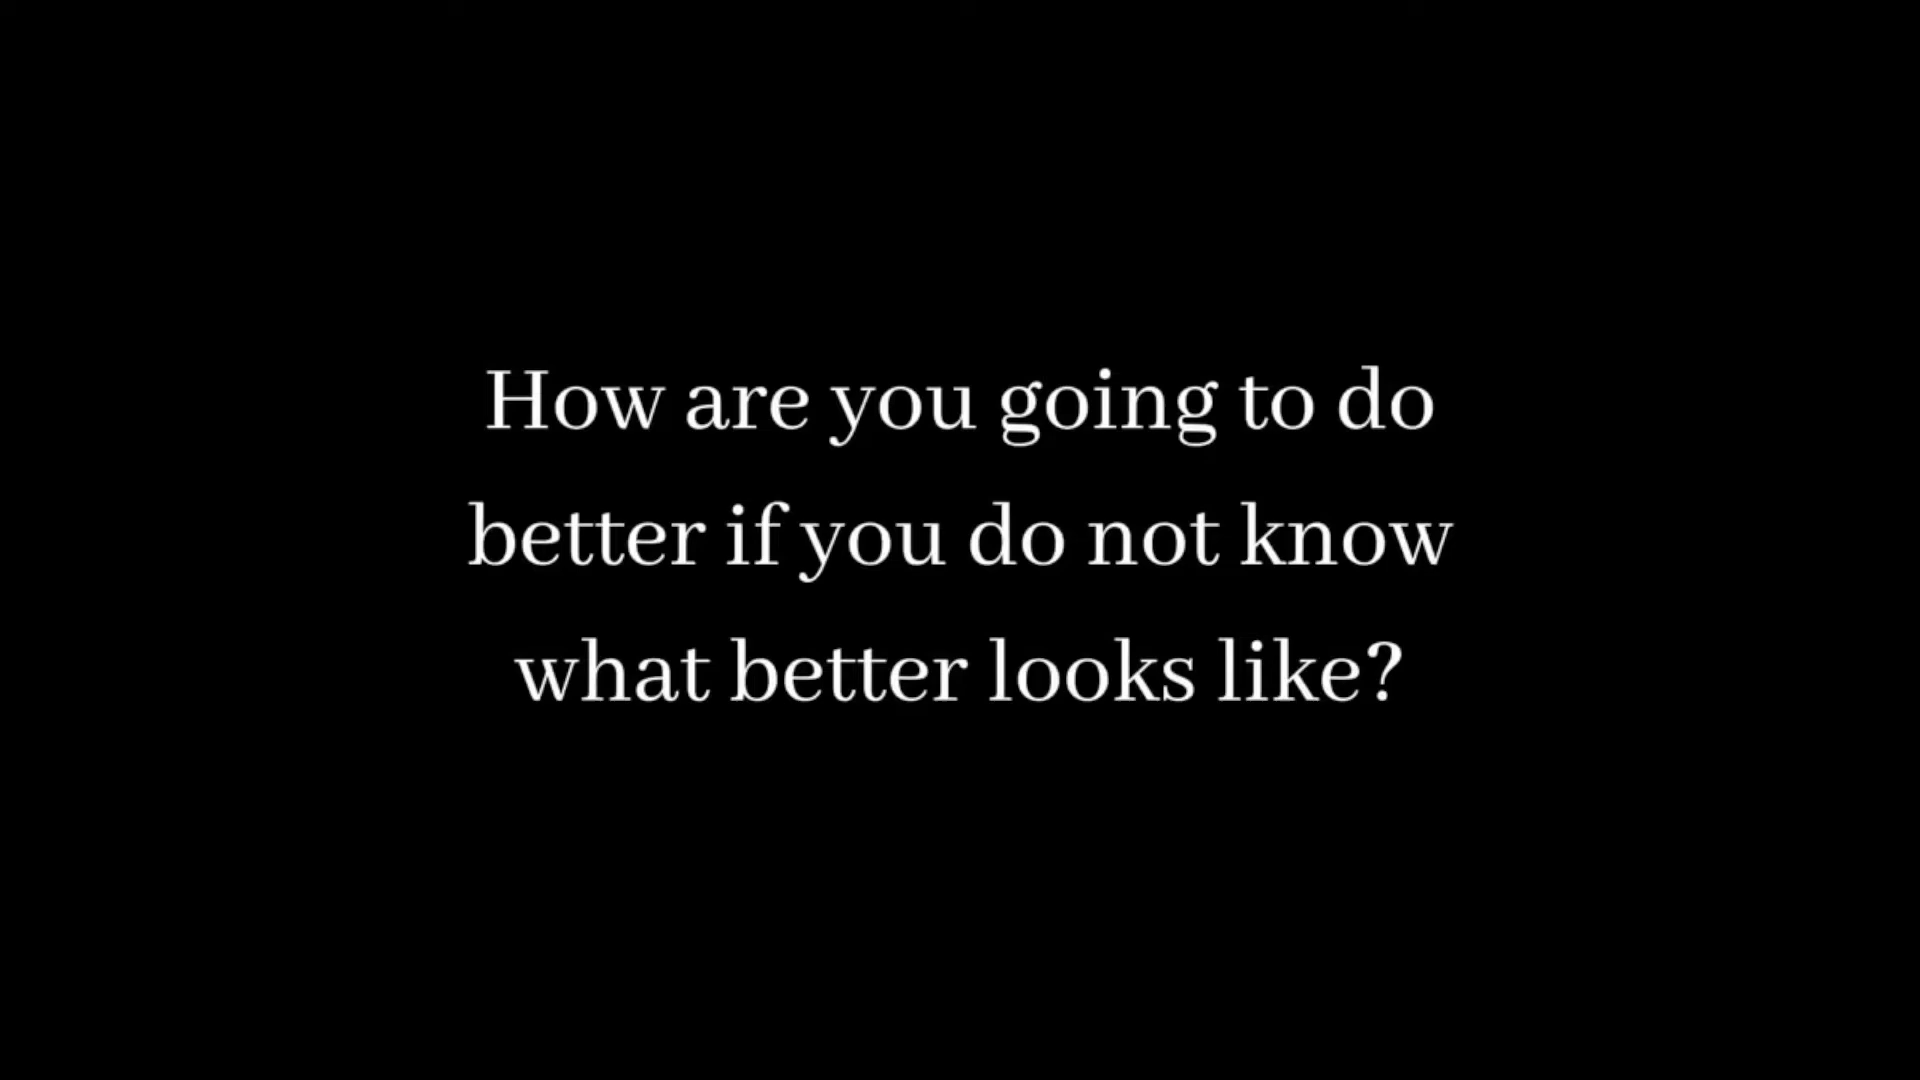 How are you going to do
better if you do not know
what better looks like?